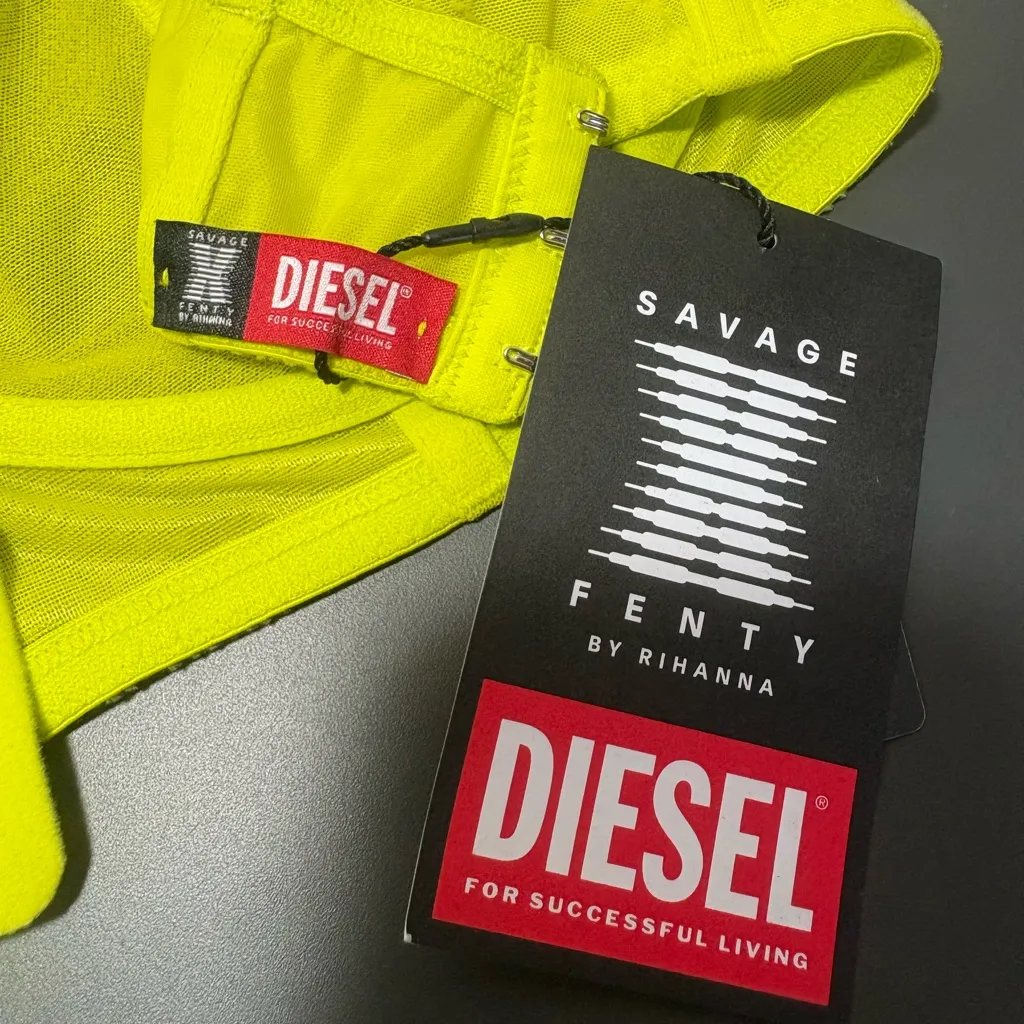 SAVAGE
FENTY
BY RIHANNA
DIESEL®
FOR SUCCESSFUL LIVING
SAVAGE
FENTY
BY RIHANNA
DIESEL®
FOR SUCCESSFUL LIVING